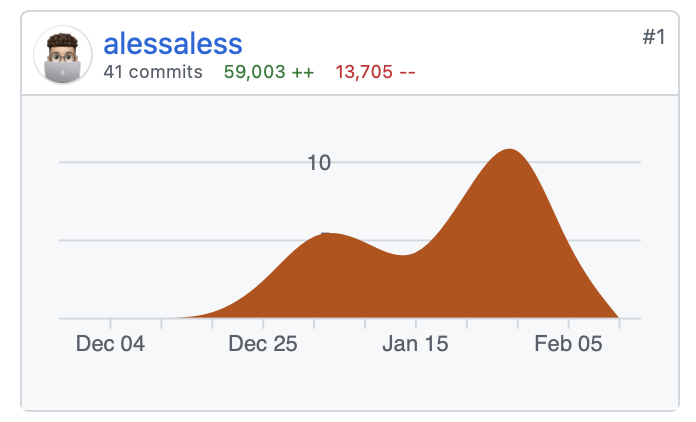 alessaless
#1
41 commits 59,003 ++ 13,705 --
10
Dec 04 Dec 25 Jan 15 Feb 05